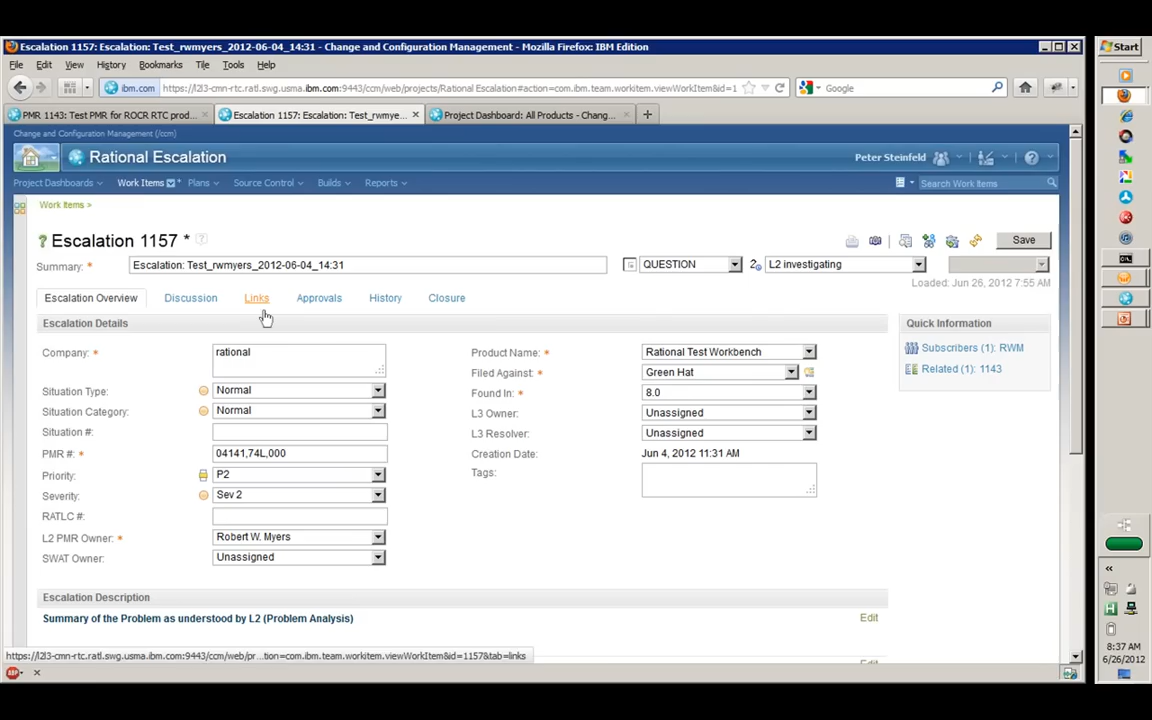 Escalation 1157: Escalation: Test_rwmyers_2012-06-04_14:31 - Change and Configuration Management - Mozilla Firefox: IBM Edition
Start
File Edit View History Bookmarks Tile Tools Help
ibm.com https://l2l3-cmn-rtc.ratl.swg.usma.ibm.com:9443/ccm/web/projects/Rational Escalation#action=com.ibm.team.workitem.viewWorkItem&id=1 Google
PMR 1143: Test PMR for ROCR RTC prod... Escalation 1157: Escalation: Test_rwmye... Project Dashboard: All Products - Chang...
Change and Configuration Management (/ccm)
Rational Escalation Peter Steinfeld
Project Dashboards Work Items Plans Source Control Builds Reports Search Work Items
Work Items >
? Escalation 1157 * ? Save
Summary: * Escalation: Test_rwmyers_2012-06-04_14:31 QUESTION L2 investigating
Loaded: Jun 26, 2012 7:55 AM
Escalation Overview Discussion Links Approvals History Closure
Escalation Details Quick Information
Company: * rational Product Name: * Rational Test Workbench Subscribers (1): RWM
Filed Against: * Green Hat Related (1): 1143
Situation Type: Normal Found In: * 8.0
Situation Category: Normal L3 Owner: Unassigned
Situation #: L3 Resolver: Unassigned
PMR #: * 04141,74L,000 Creation Date: Jun 4, 2012 11:31 AM
Priority: P2 Tags:
Severity: Sev 2
RATLC #:
L2 PMR Owner: * Robert W. Myers
SWAT Owner: Unassigned
Escalation Description
Summary of the Problem as understood by L2 (Problem Analysis) Edit
https://l2l3-cmn-rtc.ratl.swg.usma.ibm.com:9443/ccm/web/pr...tion=com.ibm.team.workitem.viewWorkItem&id=1157&tab=links
8:37 AM
6/26/2012